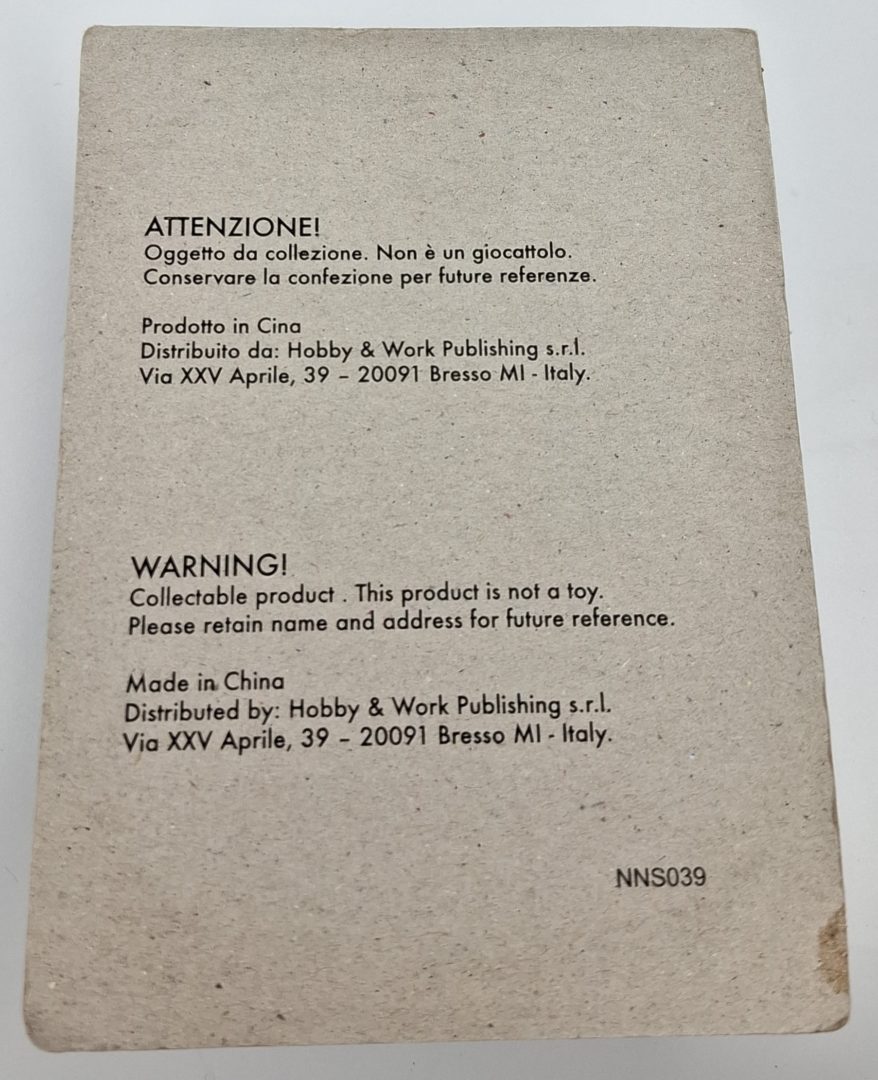 ATTENZIONE!
Oggetto da collezione. Non è un giocattolo.
Conservare la confezione per future referenze.
Prodotto in Cina
Distribuito da: Hobby & Work Publishing s.r.l.
Via XXV Aprile, 39 – 20091 Bresso MI - Italy.
WARNING!
Collectable product . This product is not a toy.
Please retain name and address for future reference.
Made in China
Distributed by: Hobby & Work Publishing s.r.l.
Via XXV Aprile, 39 – 20091 Bresso MI - Italy.
NNS039